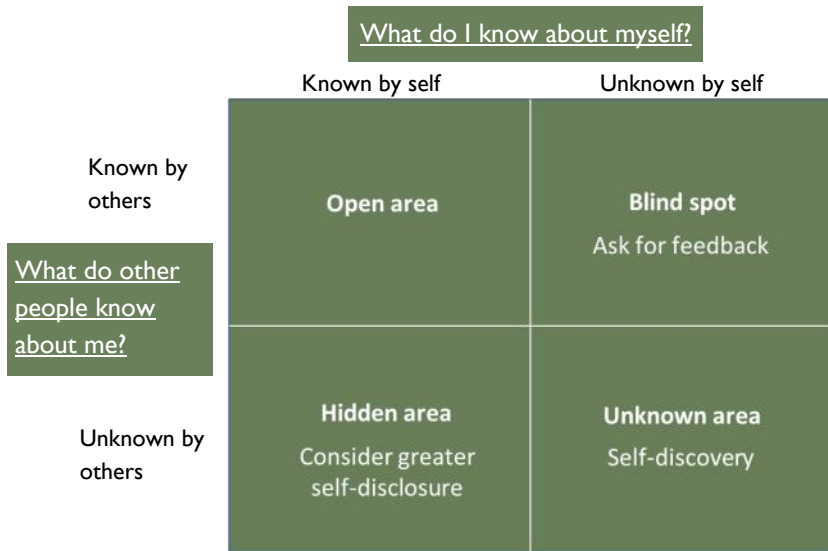 What do I know about myself?
Known by self
Unknown by self
Known by
others
Open area
Blind spot
Ask for feedback
What do other
people know
about me?
Unknown by
others
Hidden area
Consider greater
self-disclosure
Unknown area
Self-discovery